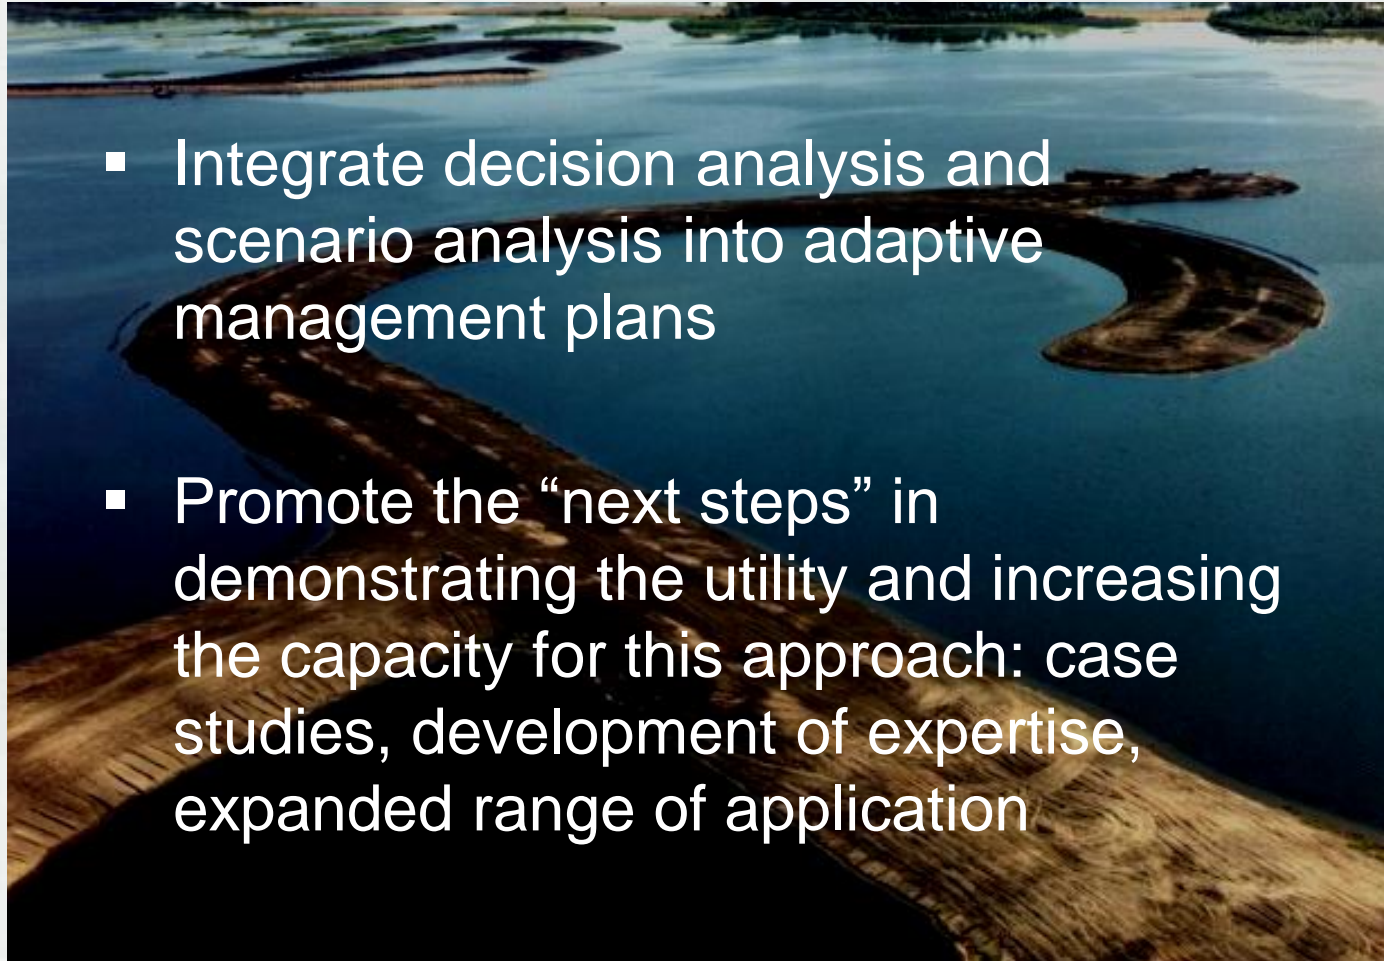 ▪ Integrate decision analysis and
scenario analysis into adaptive
management plans
▪ Promote the “next steps” in
demonstrating the utility and increasing
the capacity for this approach: case
studies, development of expertise,
expanded range of application